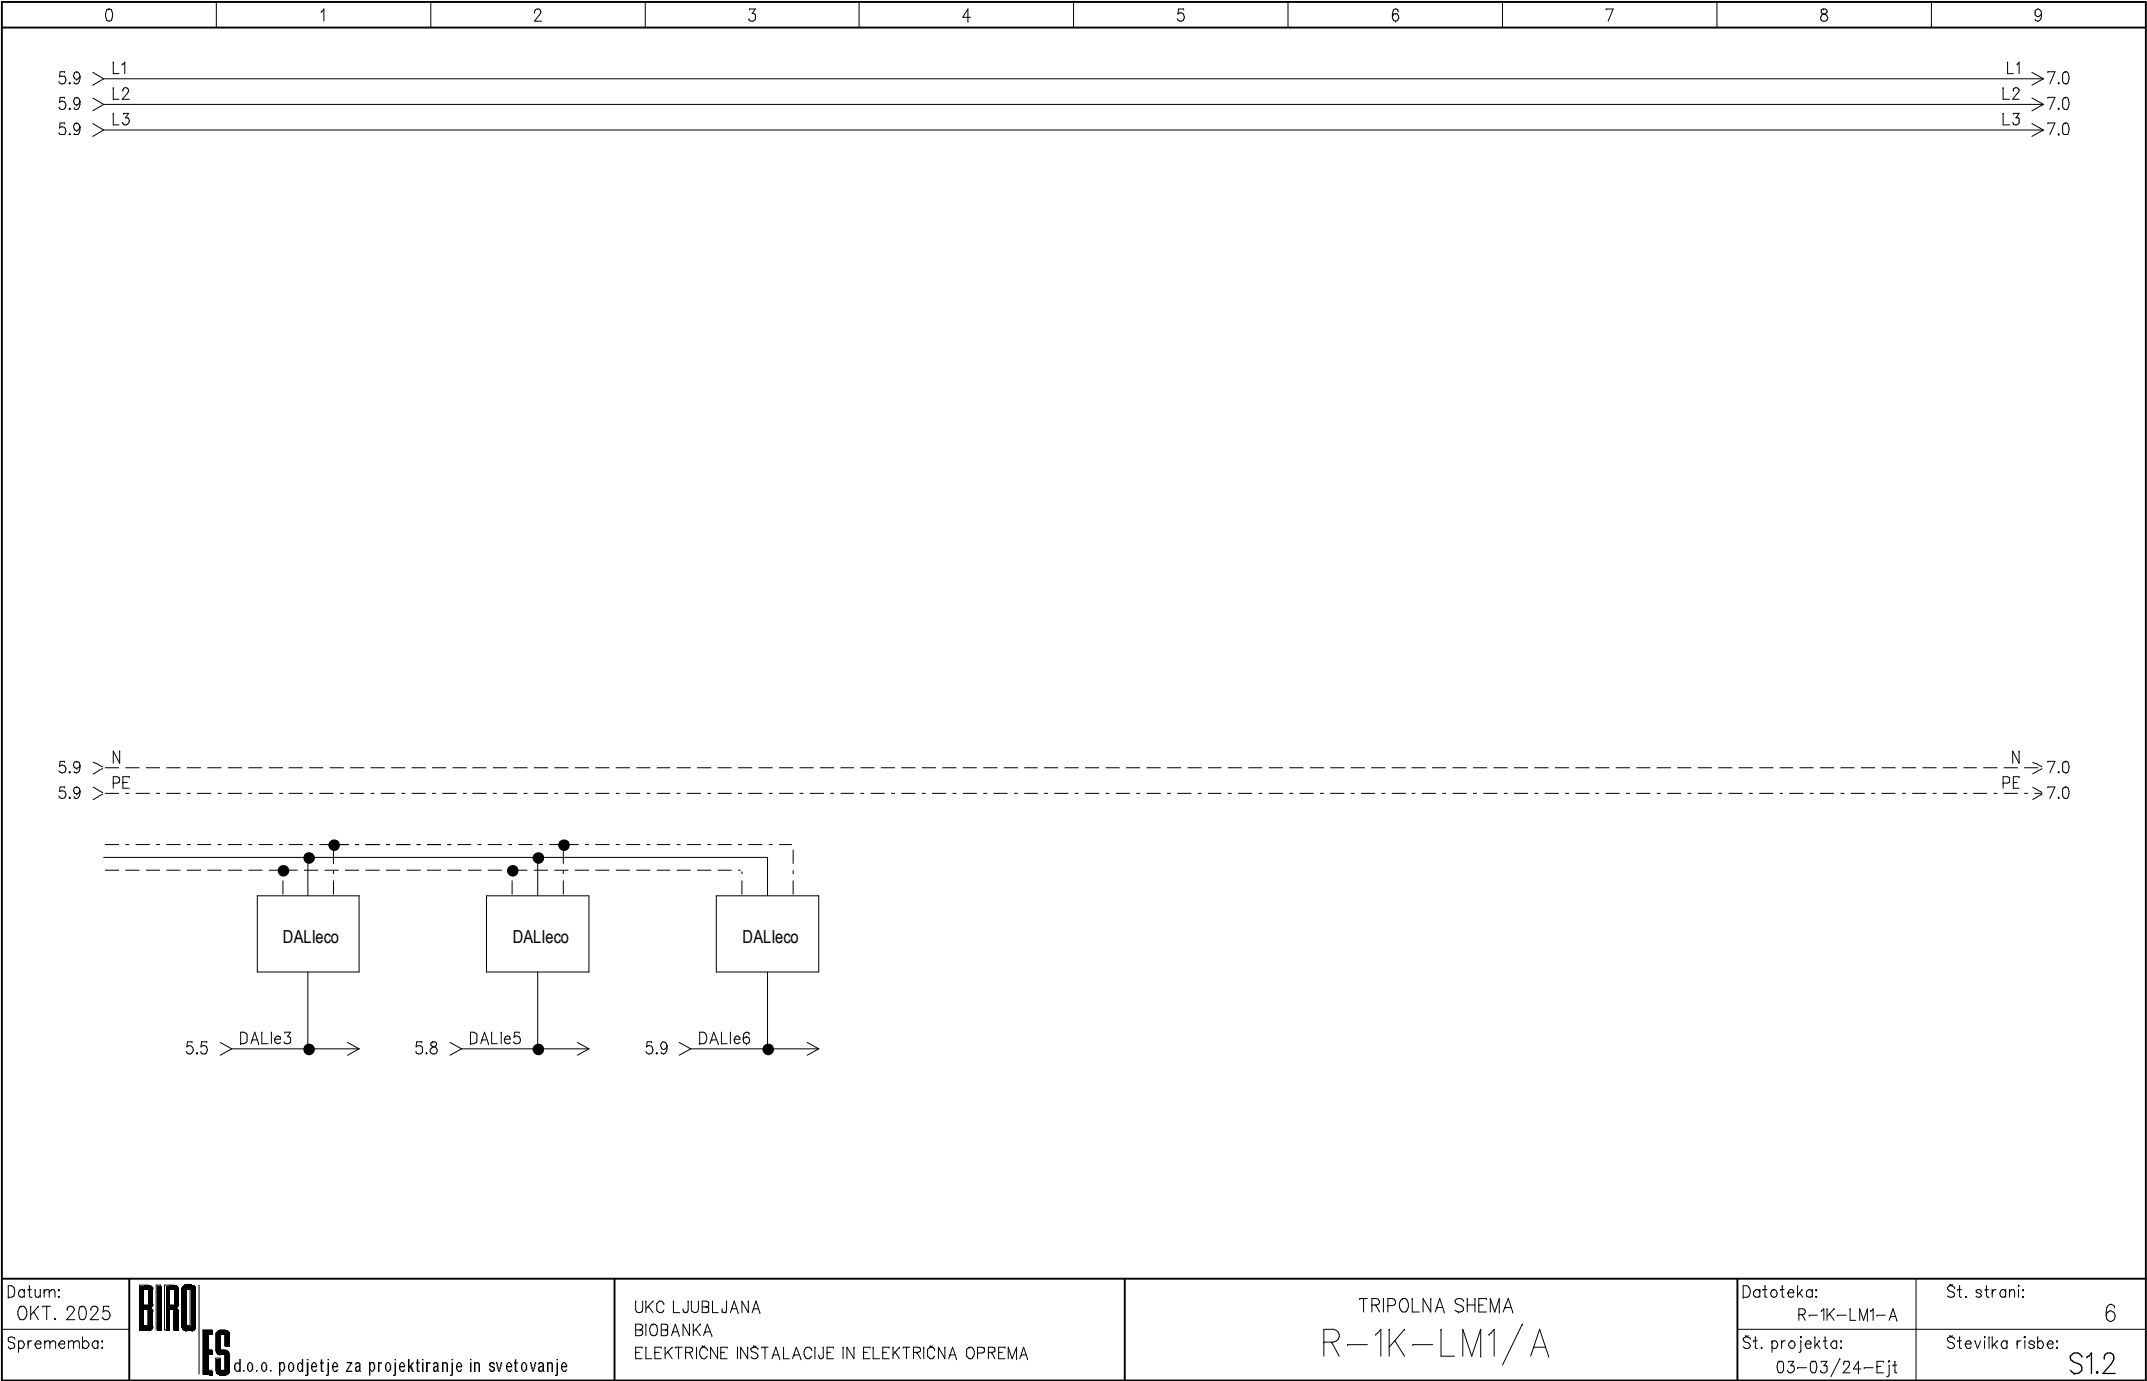 0 1 2 3 4 5 6 7 8 9
5.9 L1 L1 7.0
5.9 L2 L2 7.0
5.9 L3 L3 7.0
5.9 N N 7.0
5.9 PE PE 7.0
DALIeco DALIeco DALIeco
5.5 DALIe3 5.8 DALIe5 5.9 DALIe6
Datum:
OKT. 2025
Sprememba:
BIRO
ES d.o.o. podjetje za projektiranje in svetovanje
UKC LJUBLJANA
BIOBANKA
ELEKTRIČNE INŠTALACIJE IN ELEKTRIČNA OPREMA
TRIPOLNA SHEMA
R-1K-LM1/A
Datoteka:
R-1K-LM1-A
Št. projekta:
03-03/24-Ejt
Št. strani:
6
Številka risbe:
S1.2